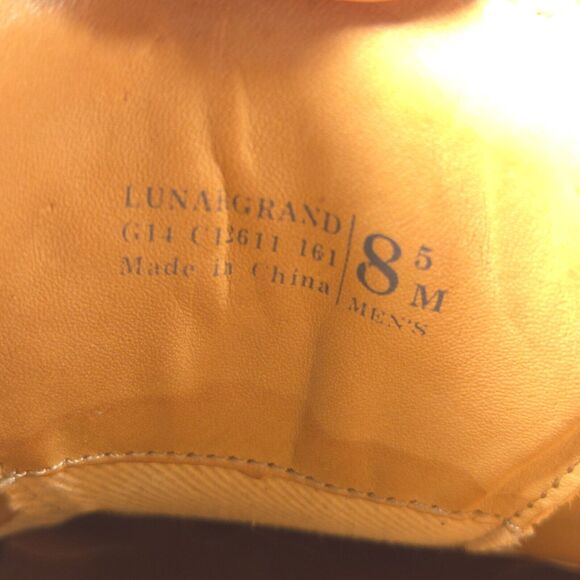 LUNARGRAND
G14 C12611 161
Made in China
8 5
M
MEN'S